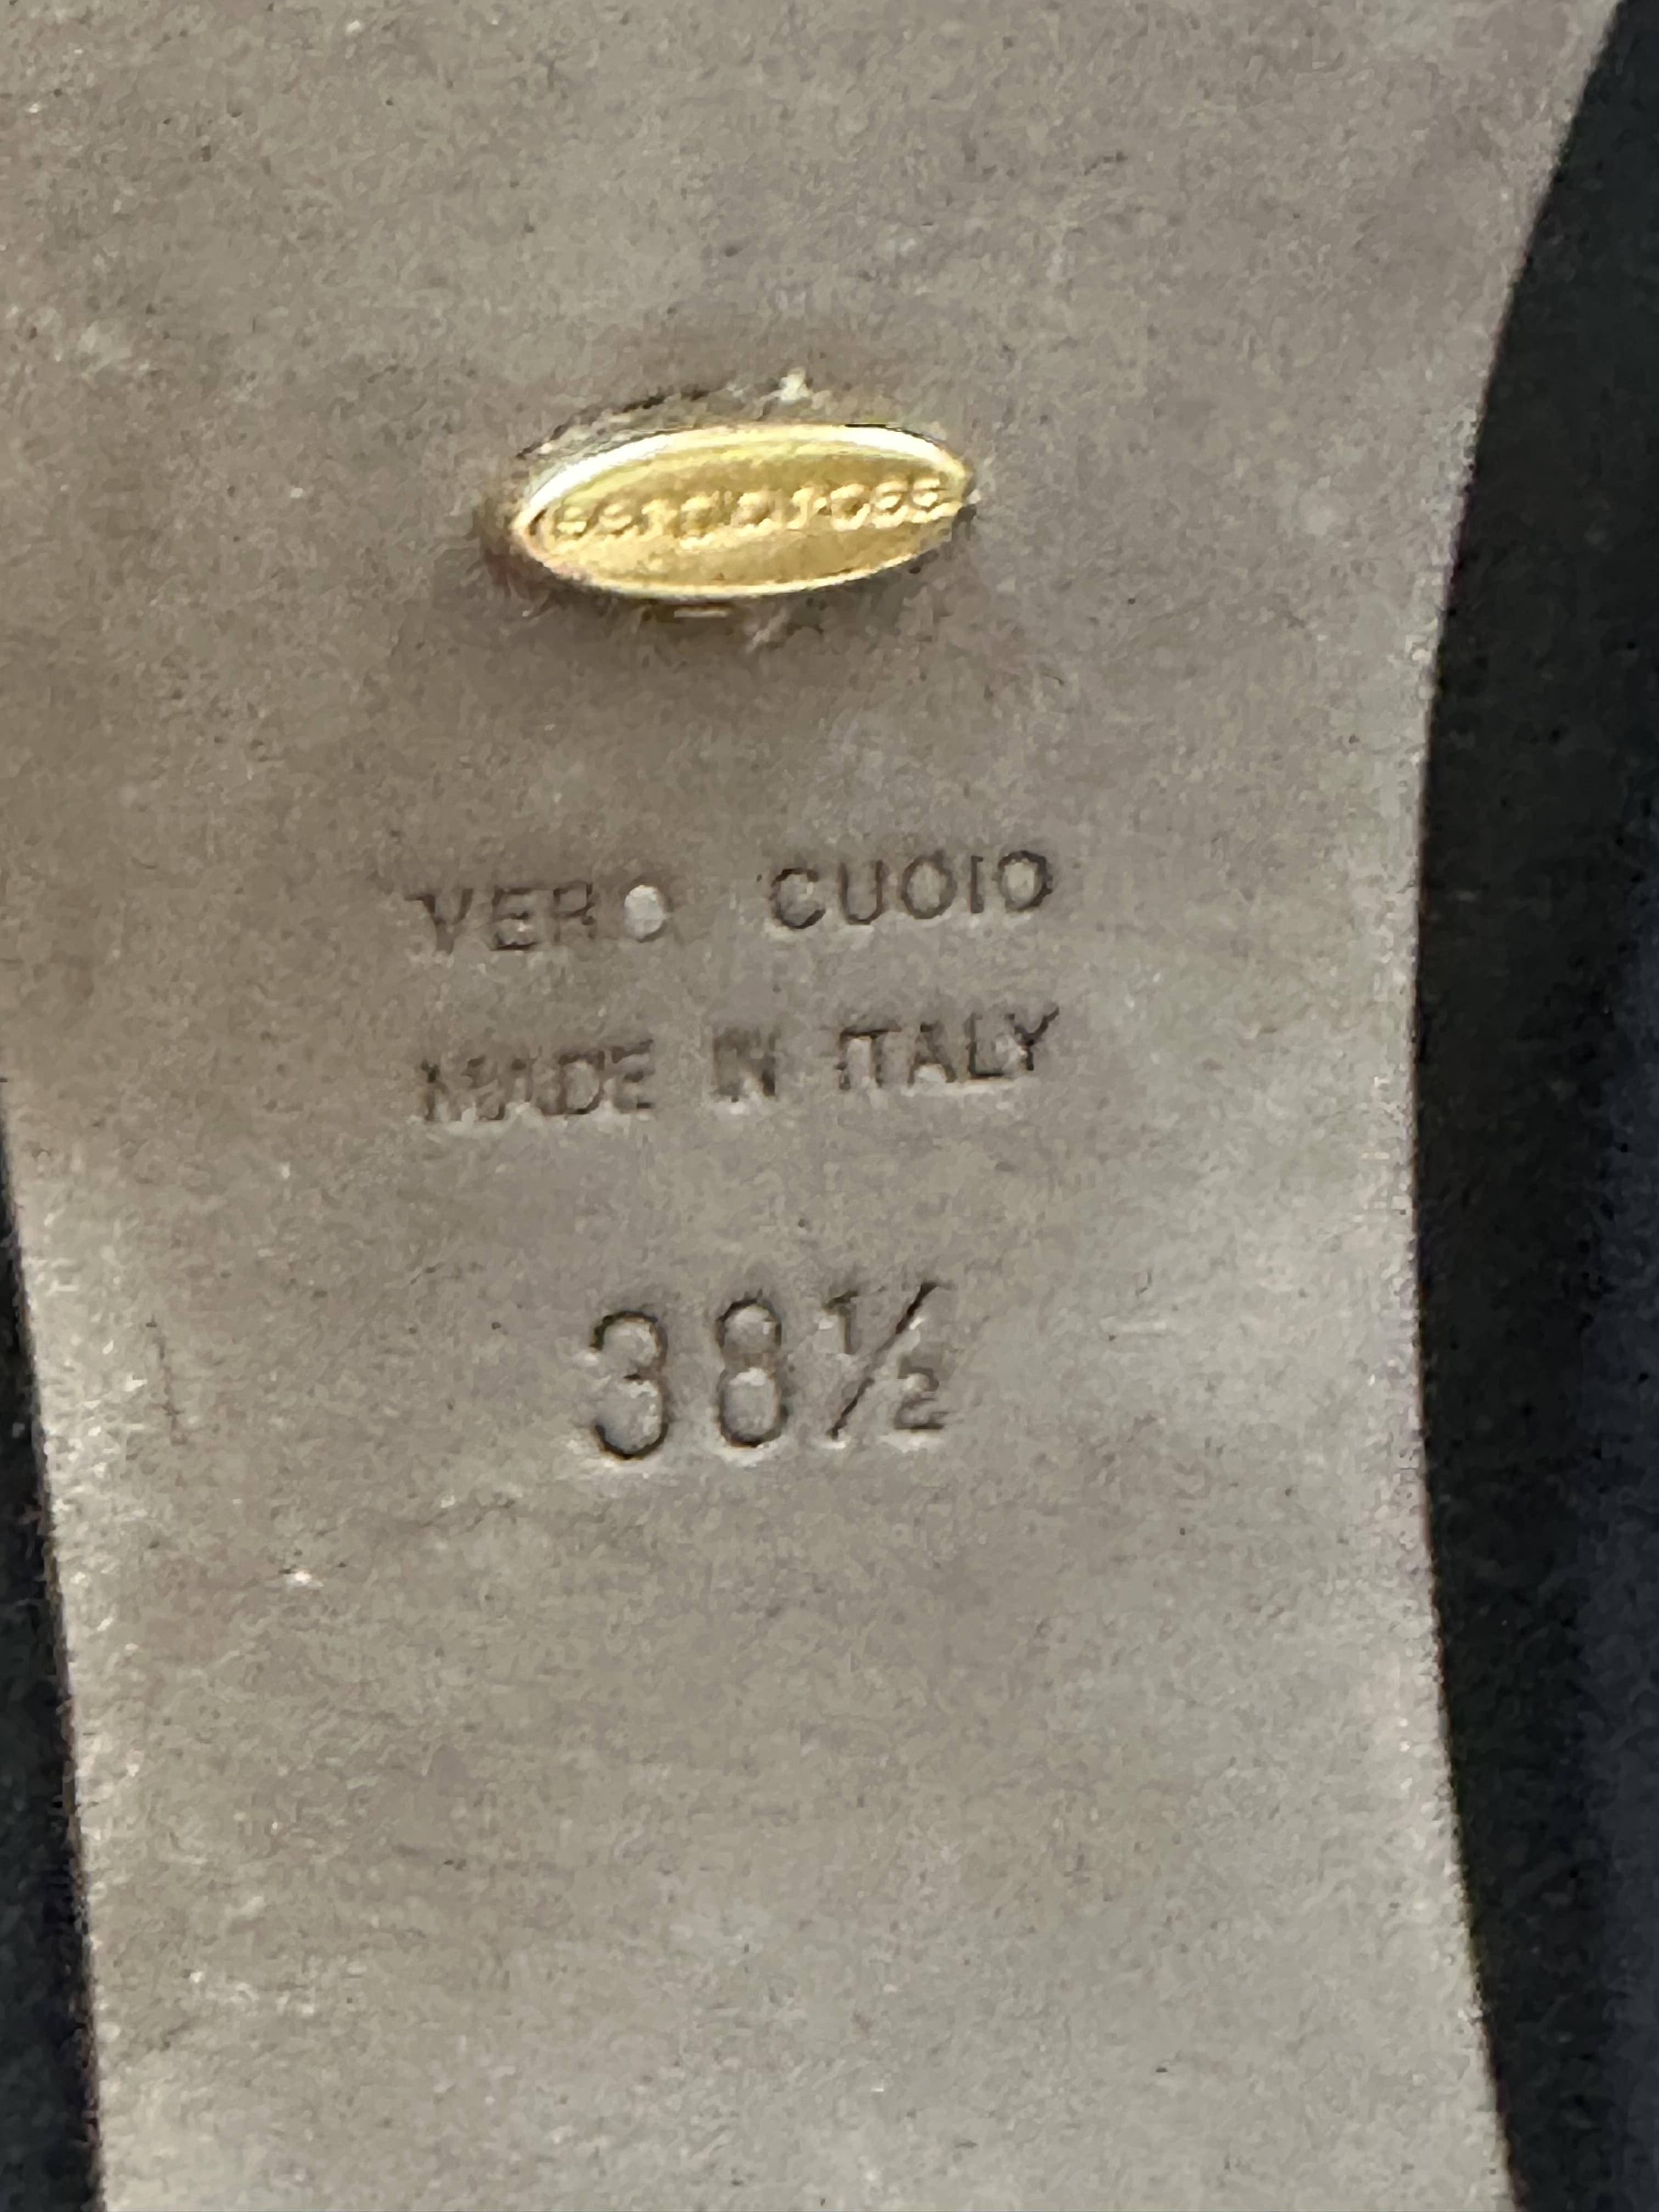 VERO CUOIO
MADE IN ITALY
38½